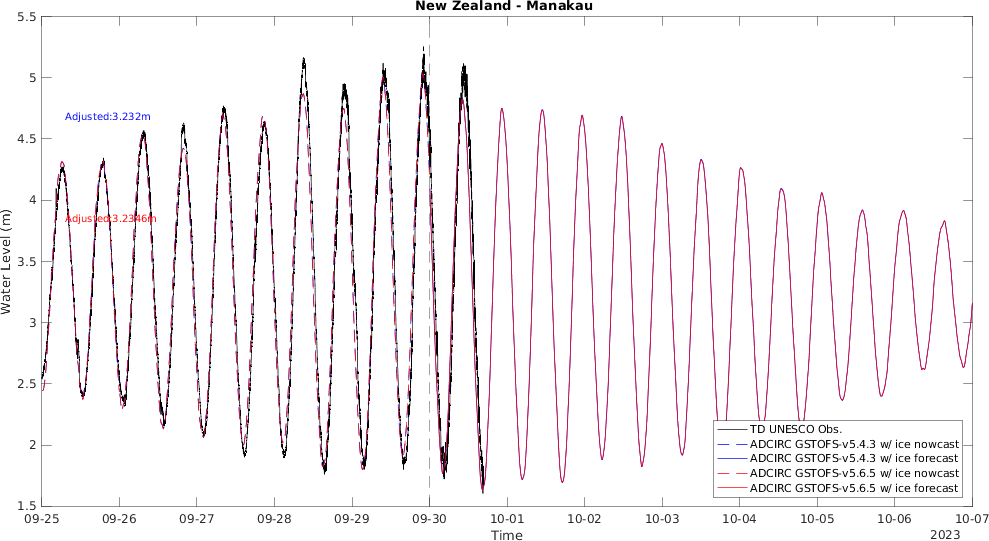 New Zealand - Manakau
5.5
5
4.5
4
3.5
3
2.5
2
1.5
Water Level (m)
Adjusted:3.232m
Adjusted:3.2346m
TD UNESCO Obs.
ADCIRC GSTOFS-v5.4.3 w/ ice nowcast
ADCIRC GSTOFS-v5.4.3 w/ ice forecast
ADCIRC GSTOFS-v5.6.5 w/ ice nowcast
ADCIRC GSTOFS-v5.6.5 w/ ice forecast
09-25 09-26 09-27 09-28 09-29 09-30 10-01 10-02 10-03 10-04 10-05 10-06 10-07
Time
2023